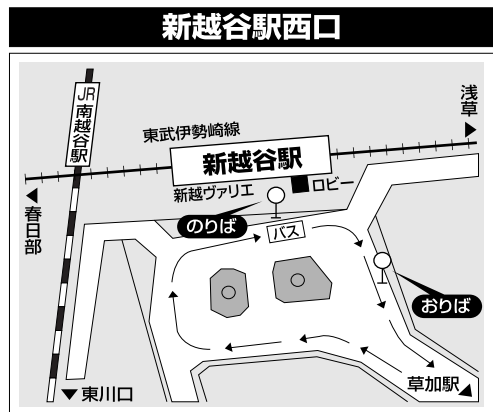 新越谷駅西口
JR
南越谷駅
東武伊勢崎線
新越谷駅
浅草
春日部
新越ヴァリエ
ロビー
のりば
バス
おりば
東川口
草加駅